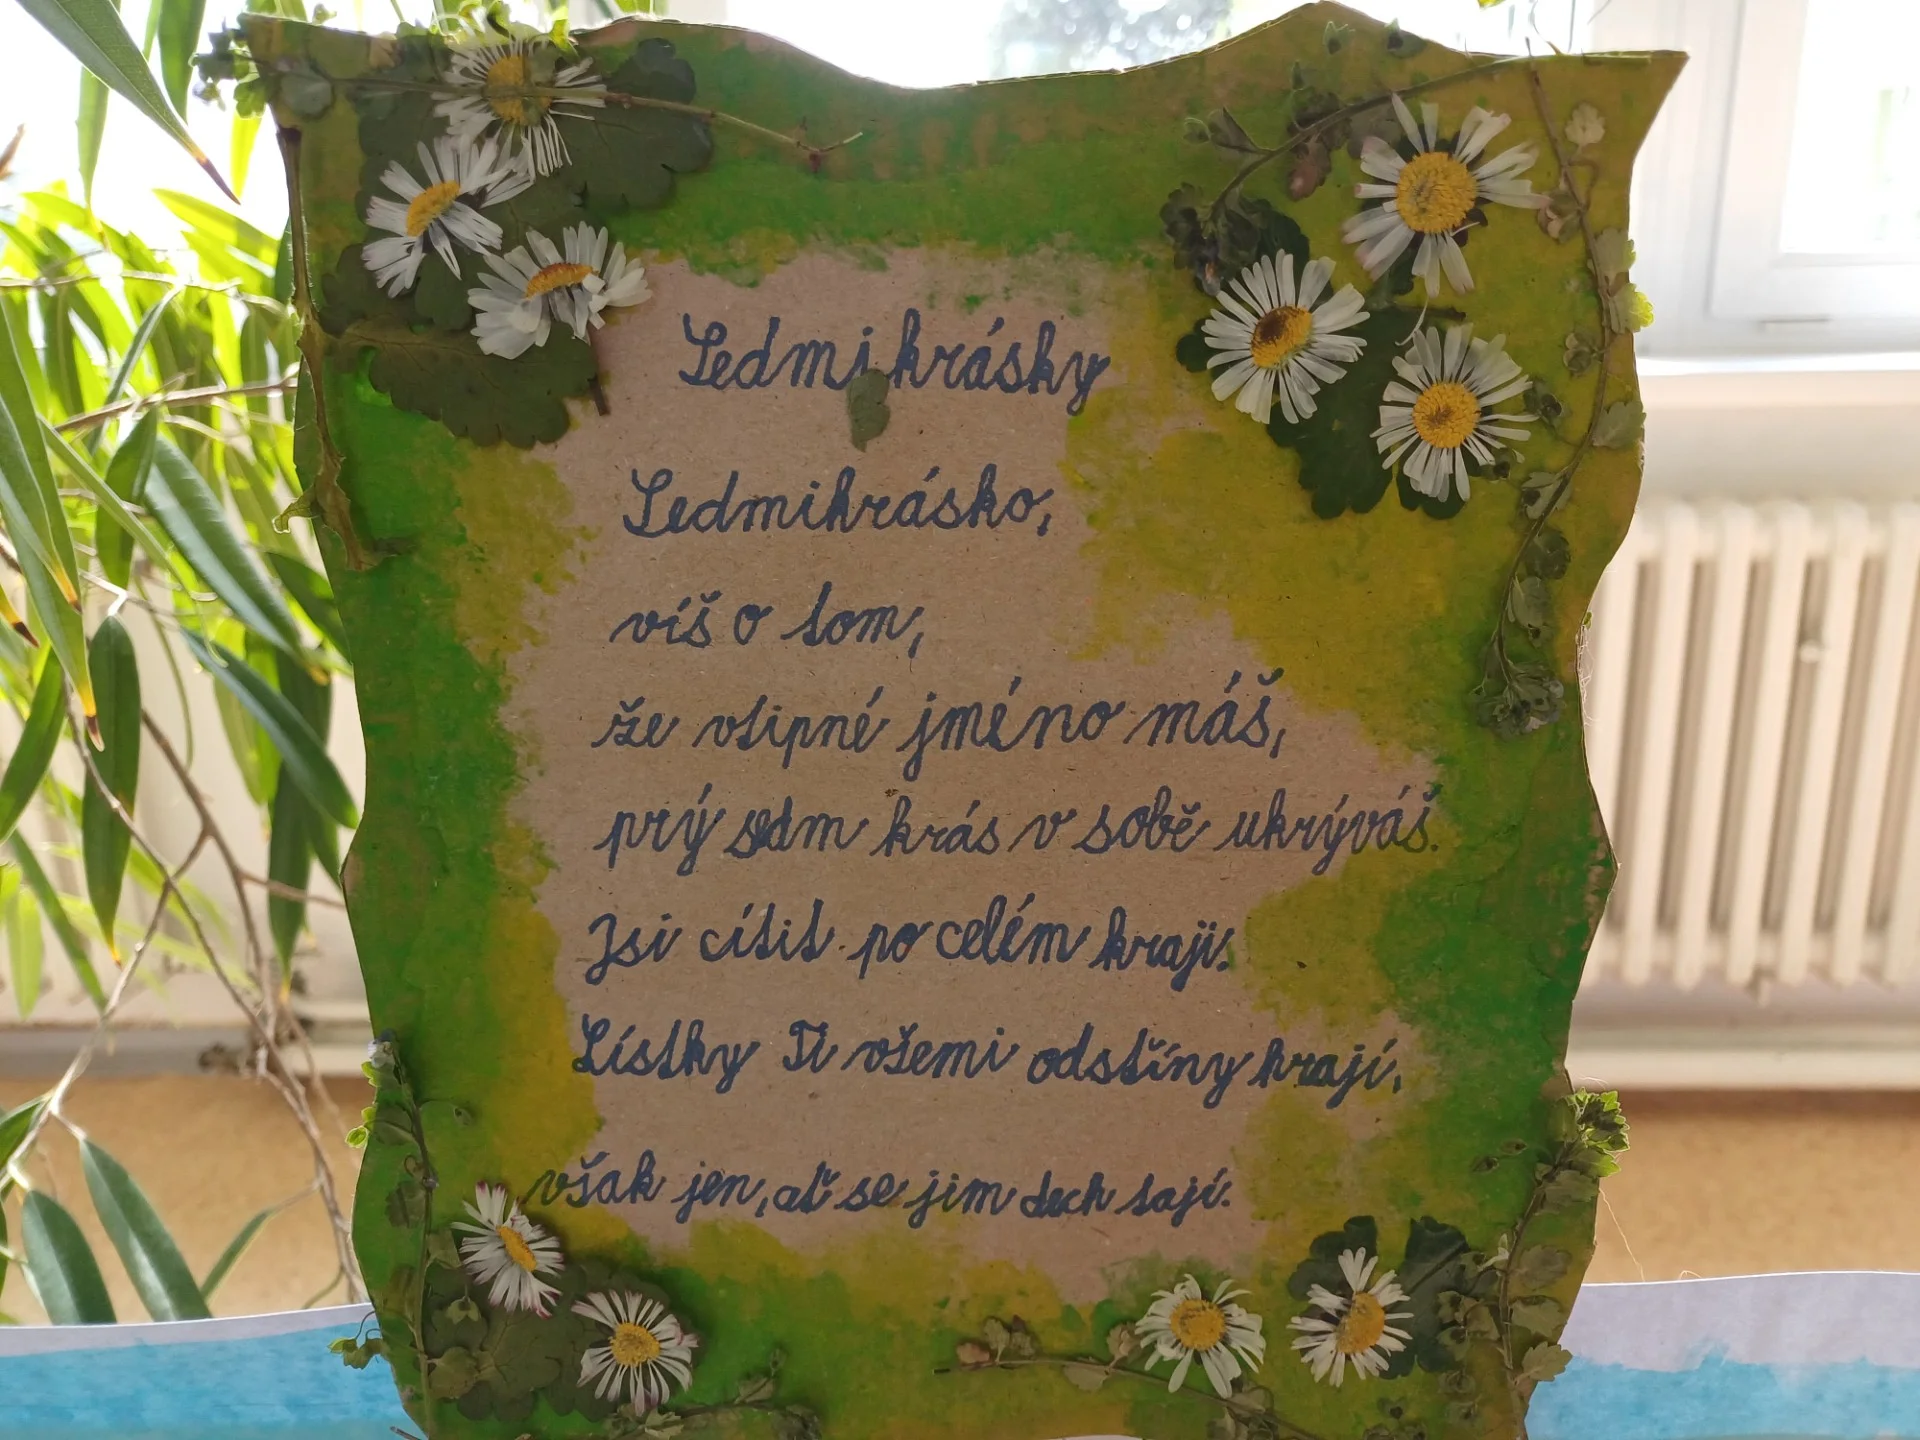 Sedmikrásky
Sedmikrásko,
víš o tom,
že vtipné jméno máš,
prý sedm krás v sobě ukrýváš.
Jsi cítit po celém kraji.
Lístky Ti všemi odstíny hrají,
však jen, ať se jim dech tají.